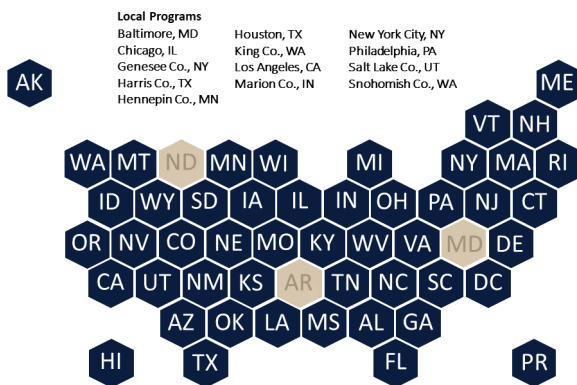 Local Programs
Baltimore, MD Houston, TX New York City, NY
Chicago, IL King Co., WA Philadelphia, PA
Genesee Co., NY Los Angeles, CA Salt Lake Co., UT
Harris Co., TX Marion Co., IN Snohomish Co., WA
Hennepin Co., MN
AK ME
VT NH
WA MT ND MN WI MI NY MA RI
ID WY SD IA IL IN OH PA NJ CT
OR NV CO NE MO KY WV VA MD DE
CA UT NM KS AR TN NC SC DC
AZ OK LA MS AL GA
HI TX FL PR